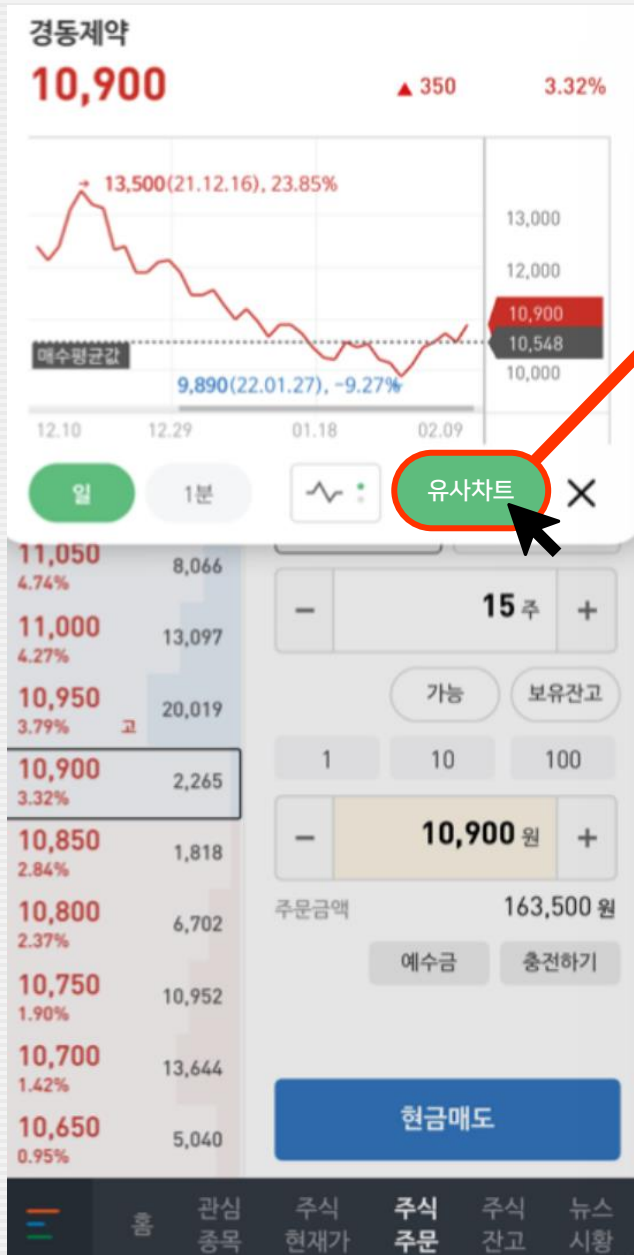 경동제약
10,900 ▲ 350 3.32%
13,500(21.12.16), 23.85%
13,000
12,000
10,900
10,548
매수평균값
10,000
9,890(22.01.27), -9.27%
12.10 12.29 01.18 02.09
일 1분 유사차트
11,050 8,066
4.74%
15 주
11,000 13,097
4.27%
가능 보유잔고
10,950 20,019
3.79% 고
1 10 100
10,900 2,265
3.32%
10,900 원
10,850 1,818
2.84%
주문금액 163,500 원
10,800 6,702
2.37%
예수금 충전하기
10,750 10,952
1.90%
10,700 13,644
1.42%
현금매도
10,650 5,040
0.95%
홈 관심 주식 주식 주식 뉴스
종목 현재가 주문 잔고 시황